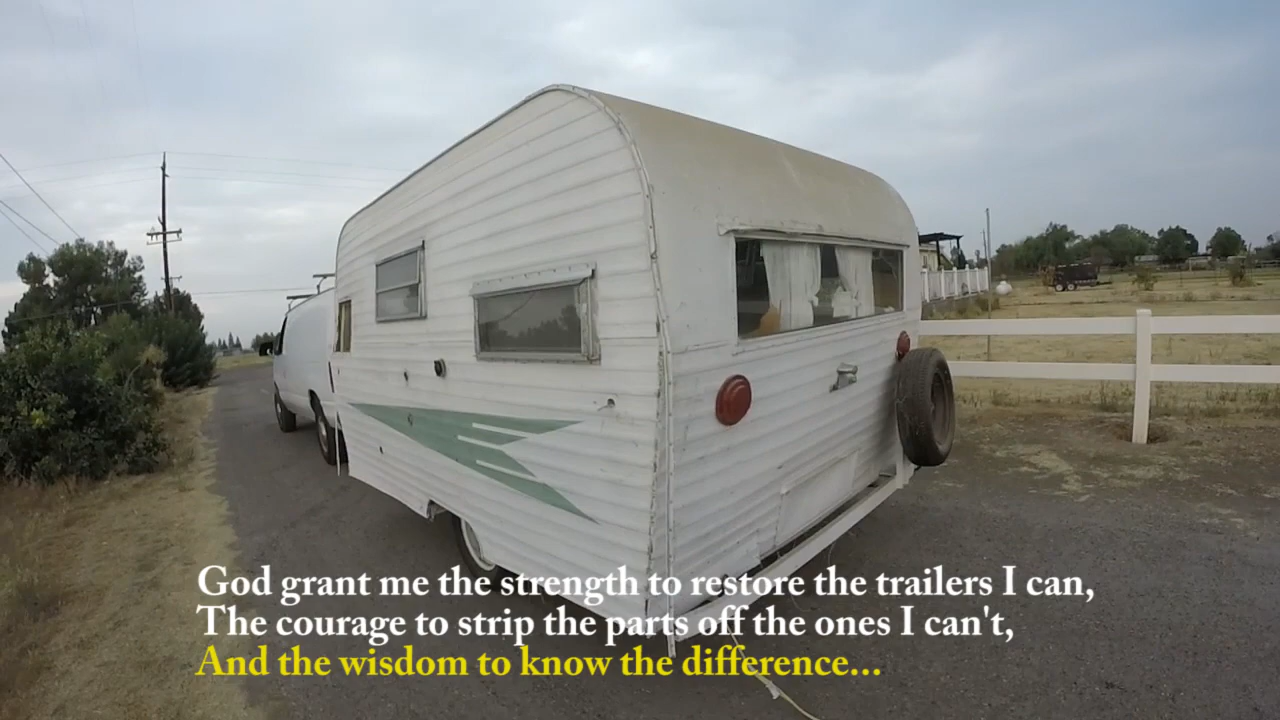 God grant me the strength to restore the trailers I can,
The courage to strip the parts off the ones I can't,
And the wisdom to know the difference...